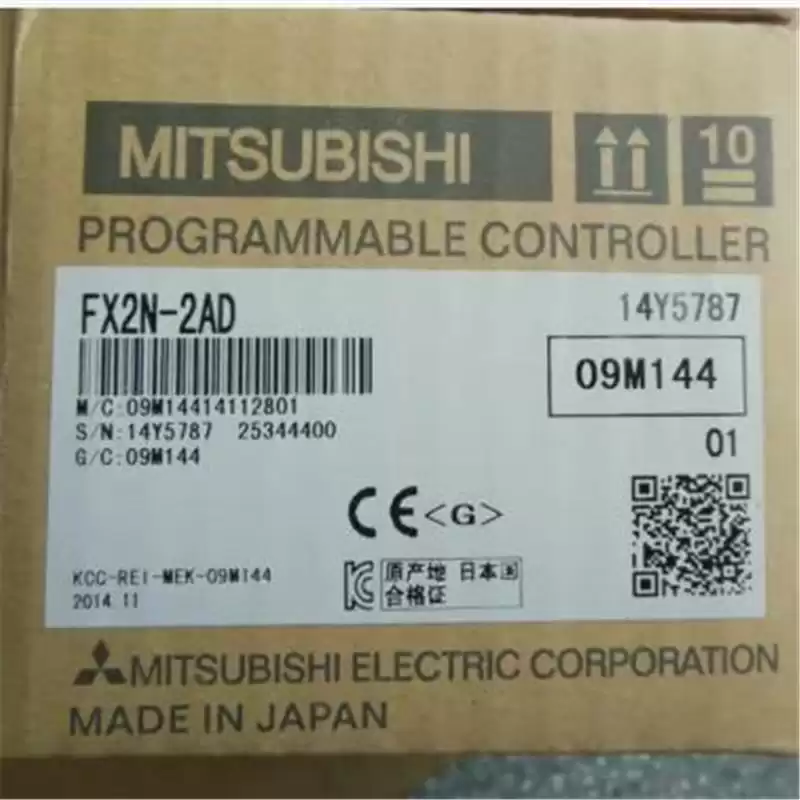 MITSUBISHI
10
PROGRAMMABLE CONTROLLER
FX2N-2AD
14Y5787
M/C:09M14414112801
09M144
S/N:14Y5787 25344400
01
G/C:09M144
CE<G>
KCC-REI-MEK-09M144
2014.11
原产地 日本国
合格证
MITSUBISHI ELECTRIC CORPORATION
MADE IN JAPAN